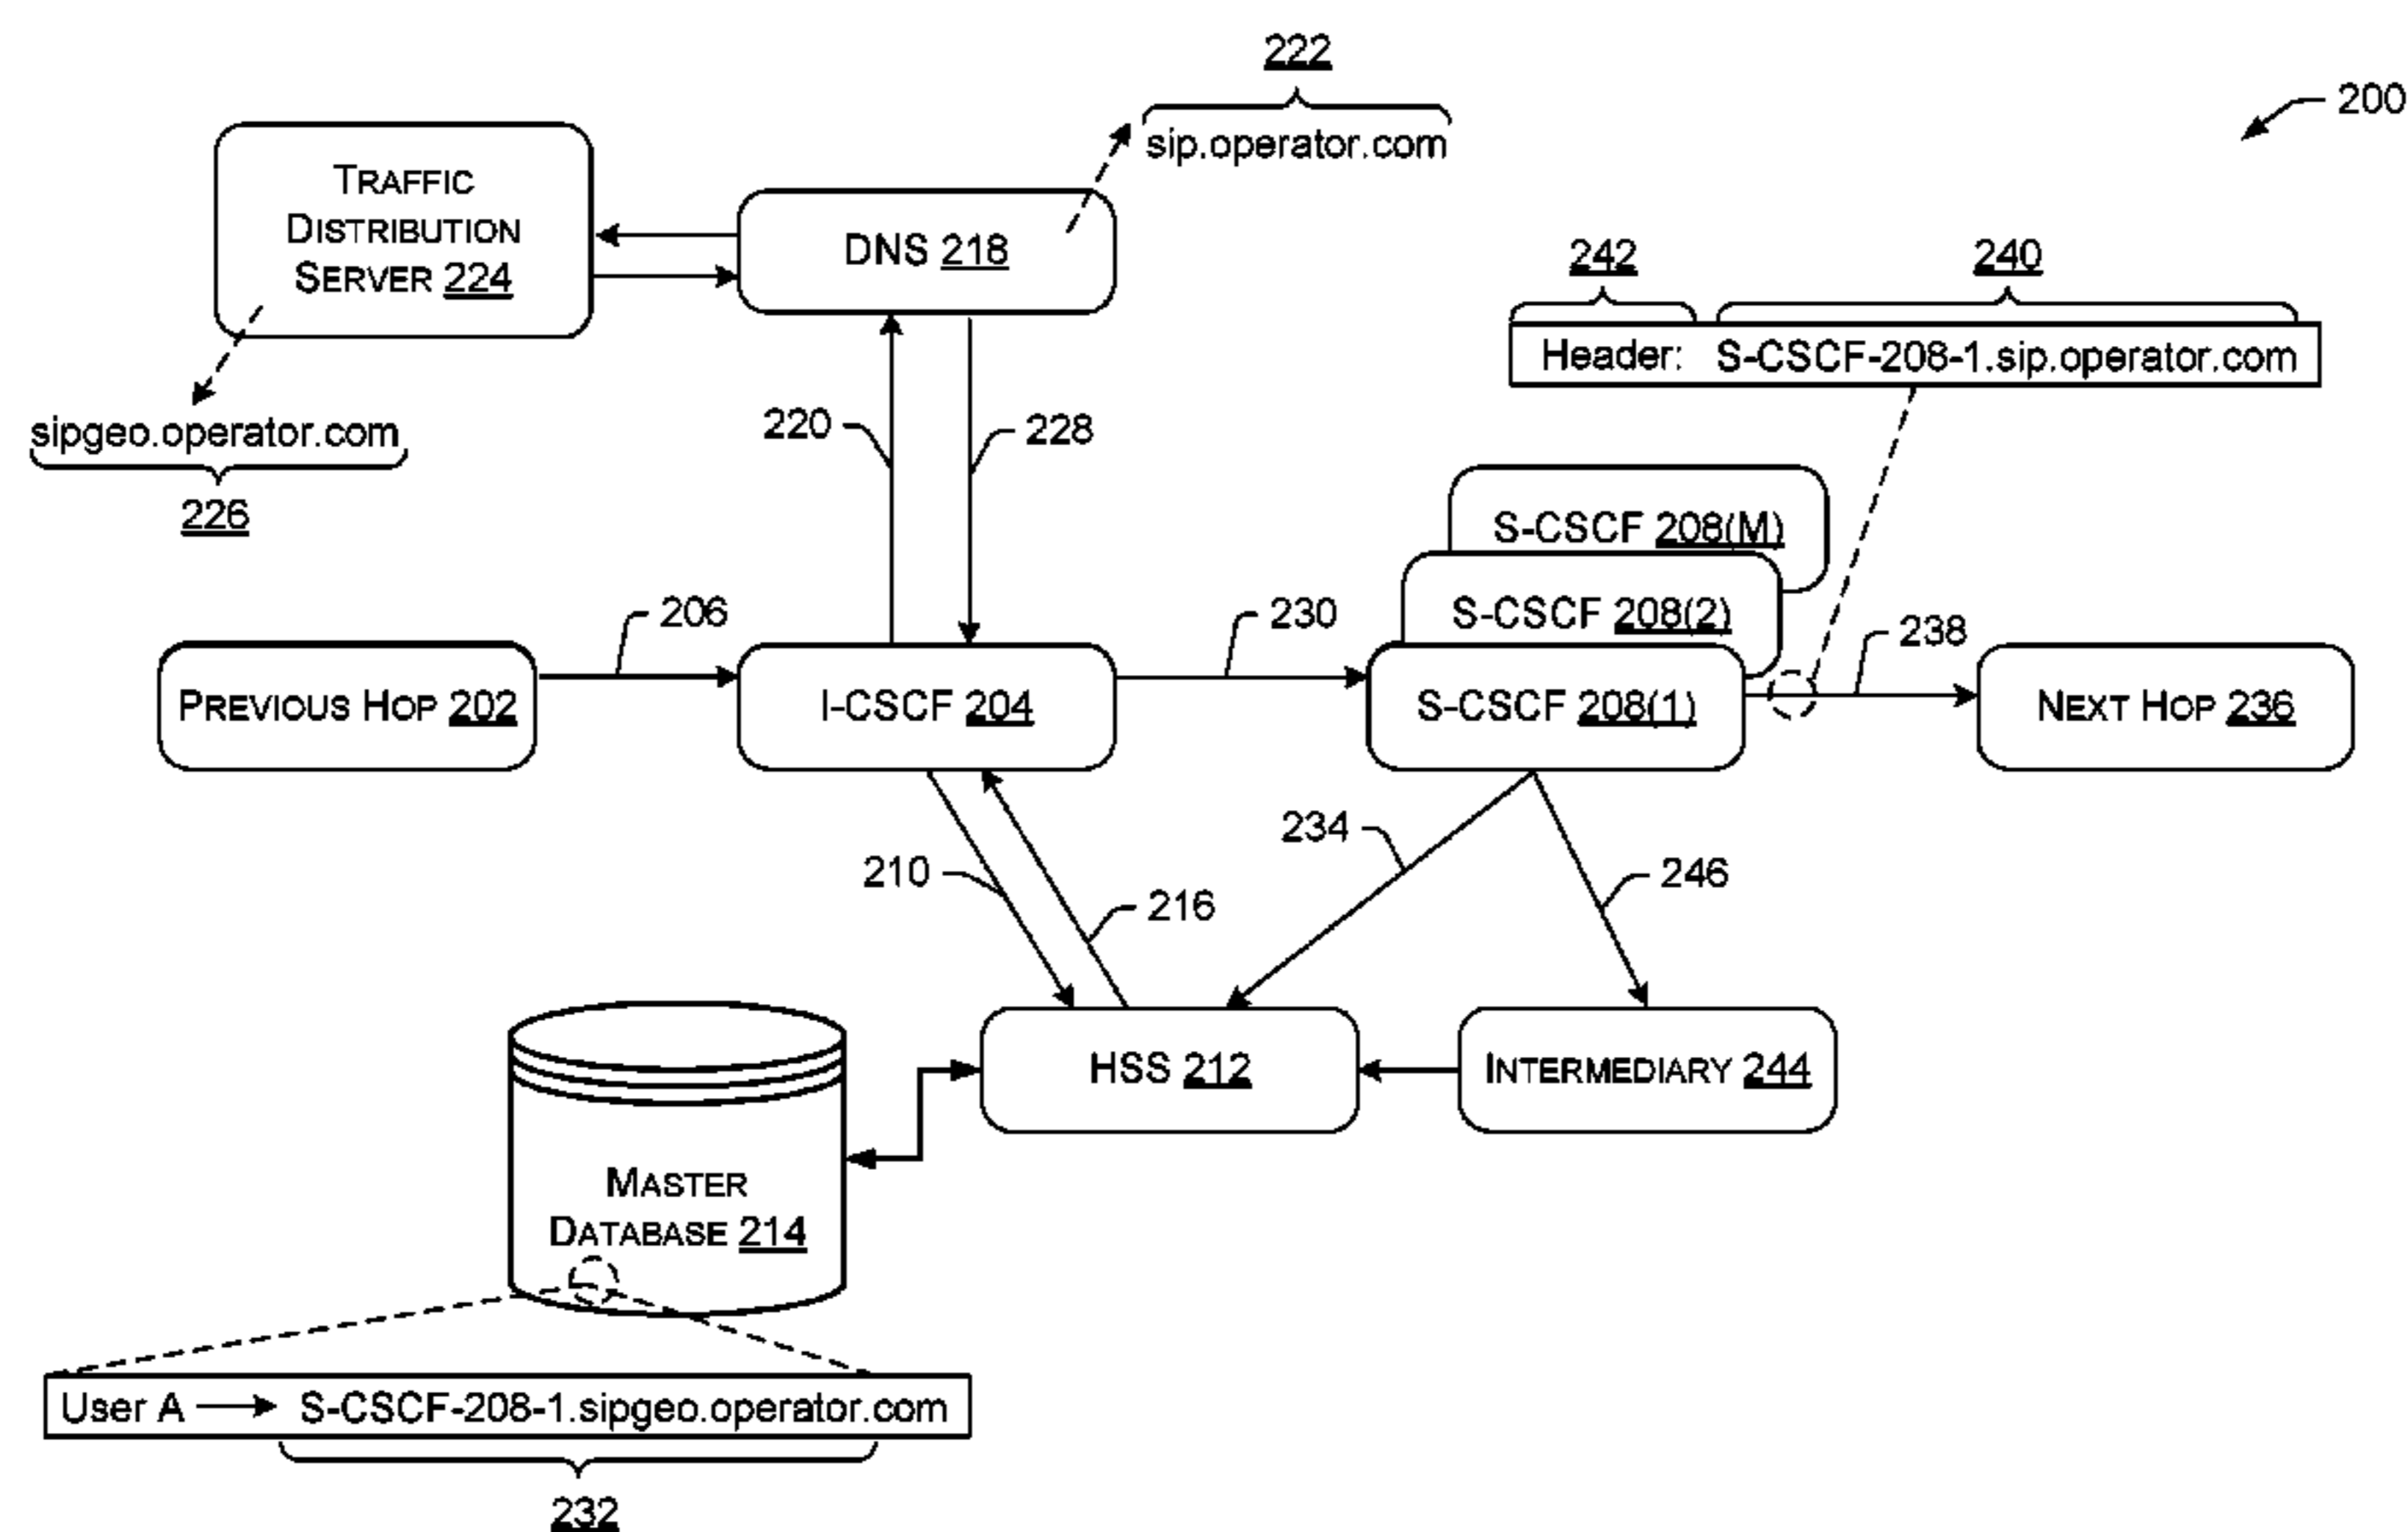 222
200
sip.operator.com
TRAFFIC
DISTRIBUTION
SERVER 224
DNS 218
242
240
Header: S-CSCF-208-1.sip.operator.com
220
228
sipgeo.operator.com
226
S-CSCF 208(M)
S-CSCF 208(2)
206
230
238
PREVIOUS HOP 202
I-CSCF 204
S-CSCF 208(1)
NEXT HOP 236
234
210
216
246
HSS 212
INTERMEDIARY 244
MASTER
DATABASE 214
User A → S-CSCF-208-1.sipgeo.operator.com
232